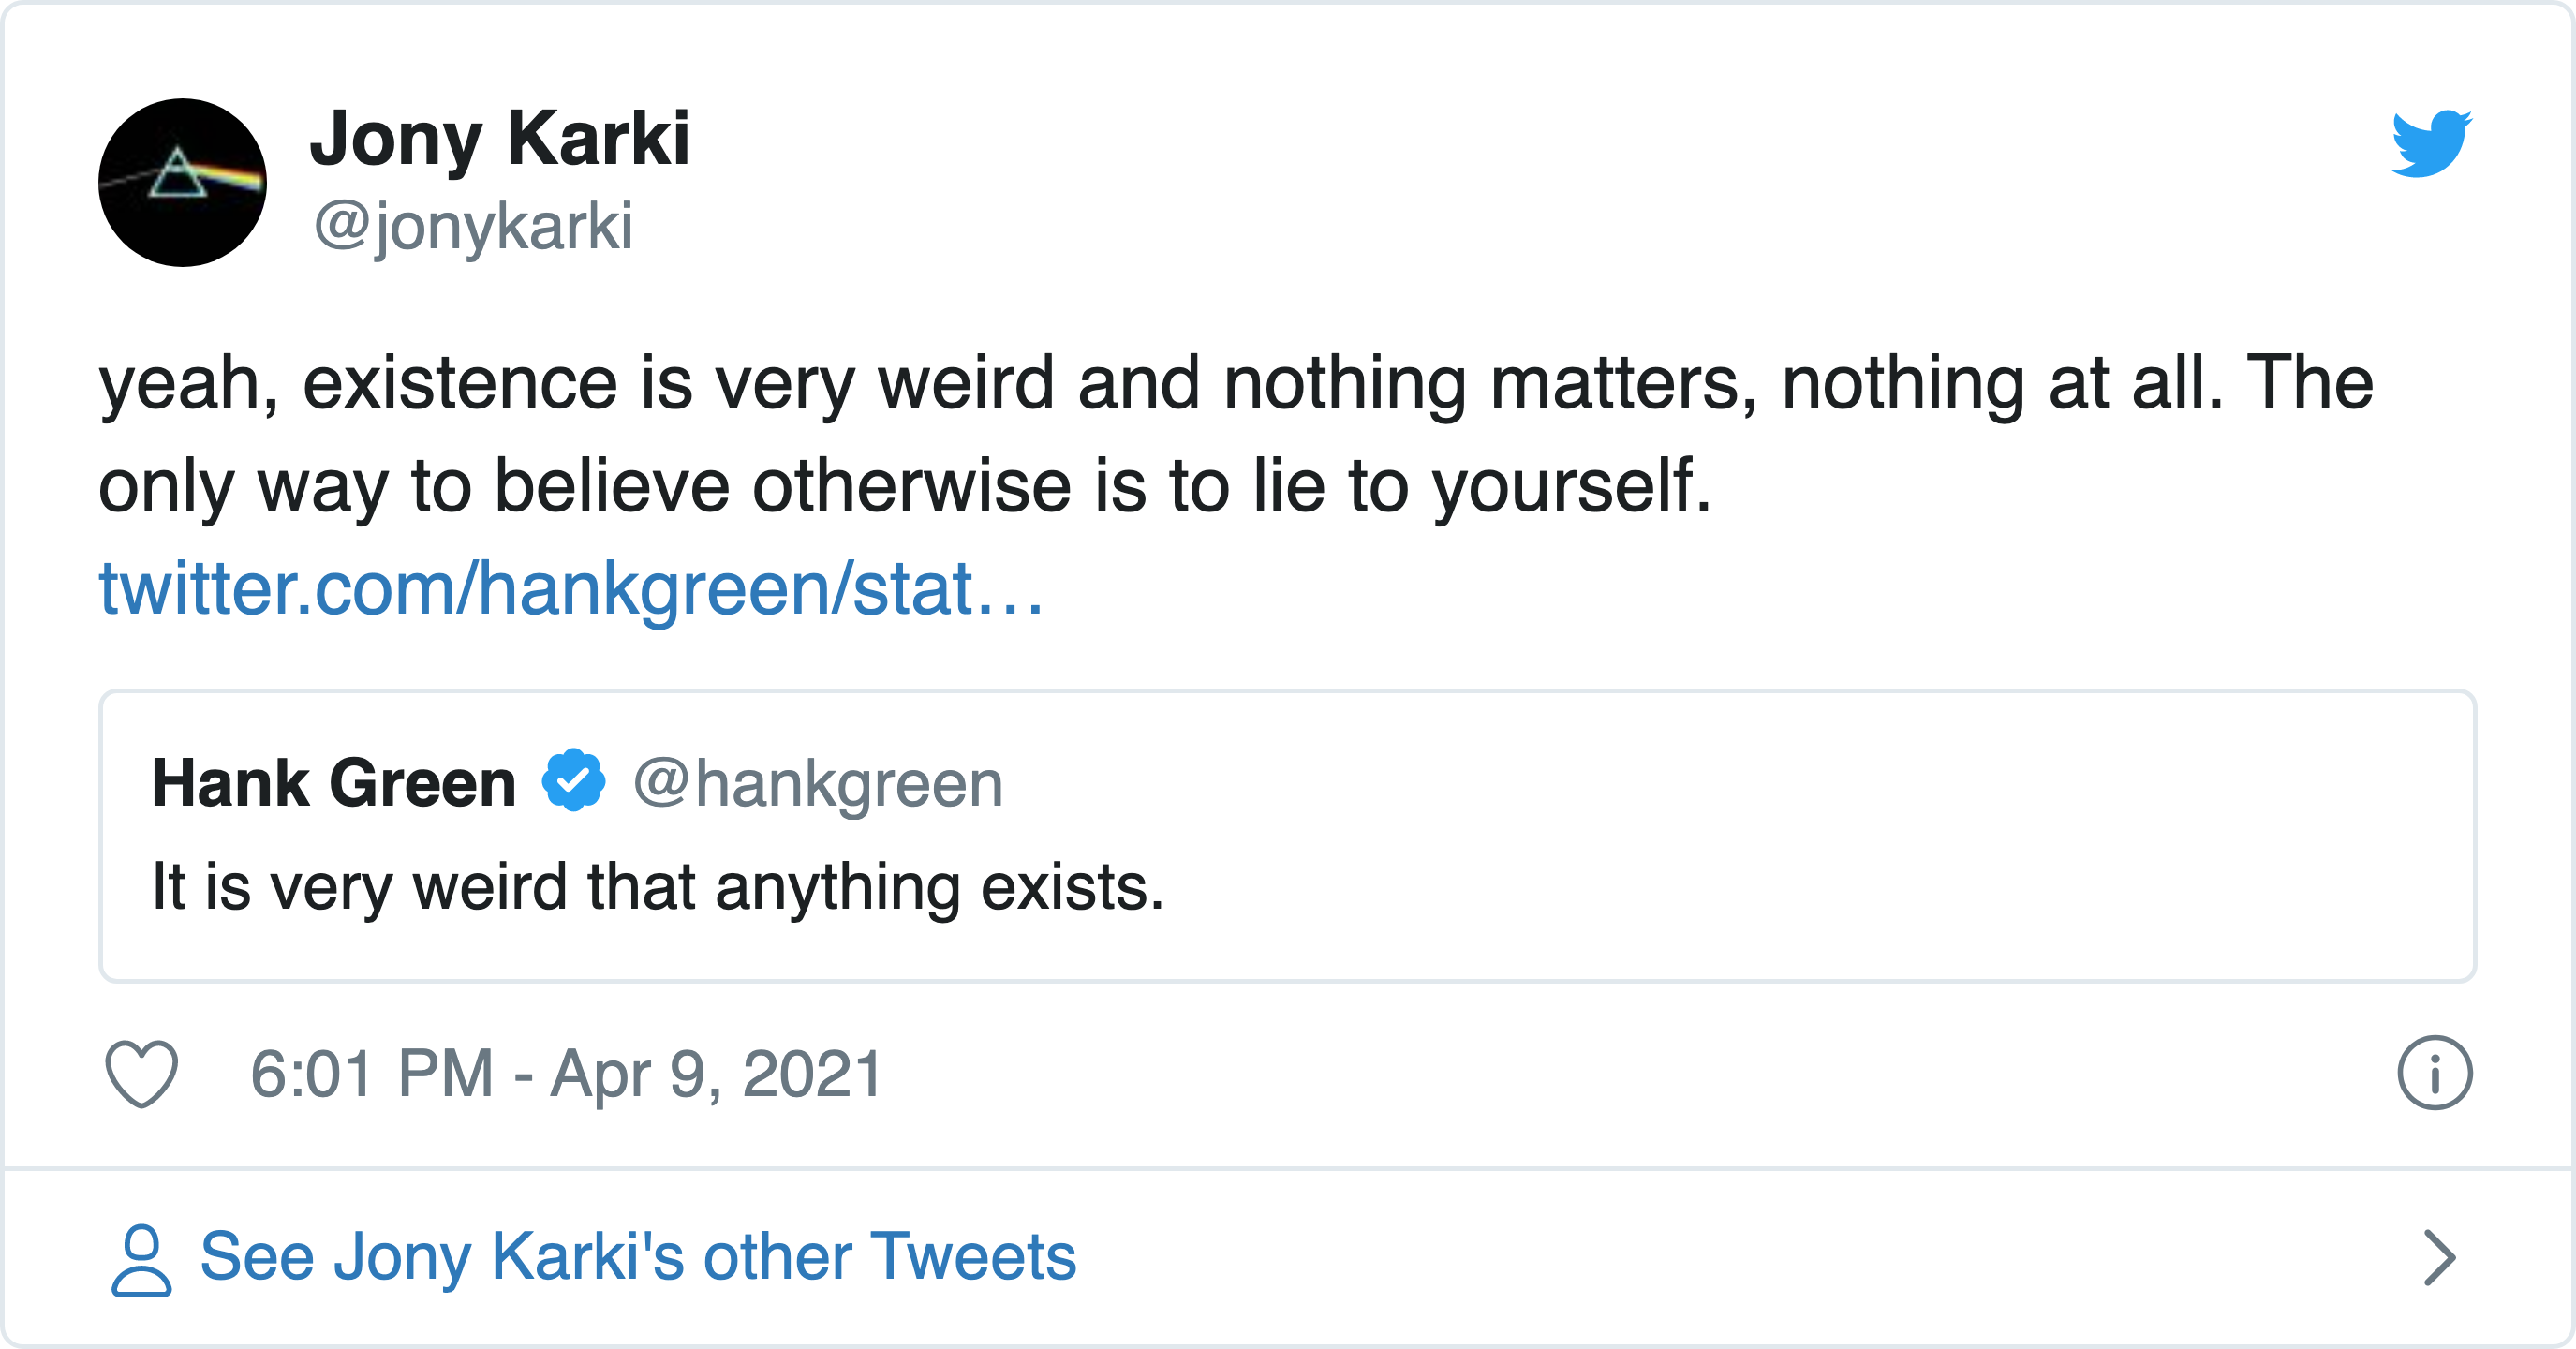 Jony Karki
@jonykarki
yeah, existence is very weird and nothing matters, nothing at all. The
only way to believe otherwise is to lie to yourself.
twitter.com/hankgreen/stat…
Hank Green @hankgreen
It is very weird that anything exists.
6:01 PM - Apr 9, 2021
See Jony Karki's other Tweets